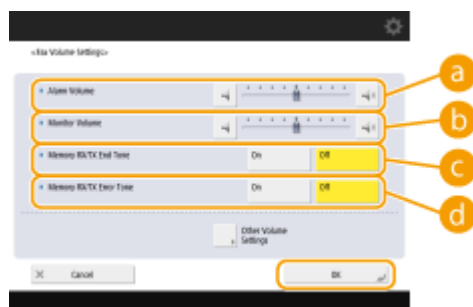 <Fax Volume Settings>
Alarm Volume
a
Monitor Volume
b
Memory RX/TX End Tone
On
Off
c
Memory RX/TX Error Tone
On
Off
d
Other Volume
Settings
Cancel
OK